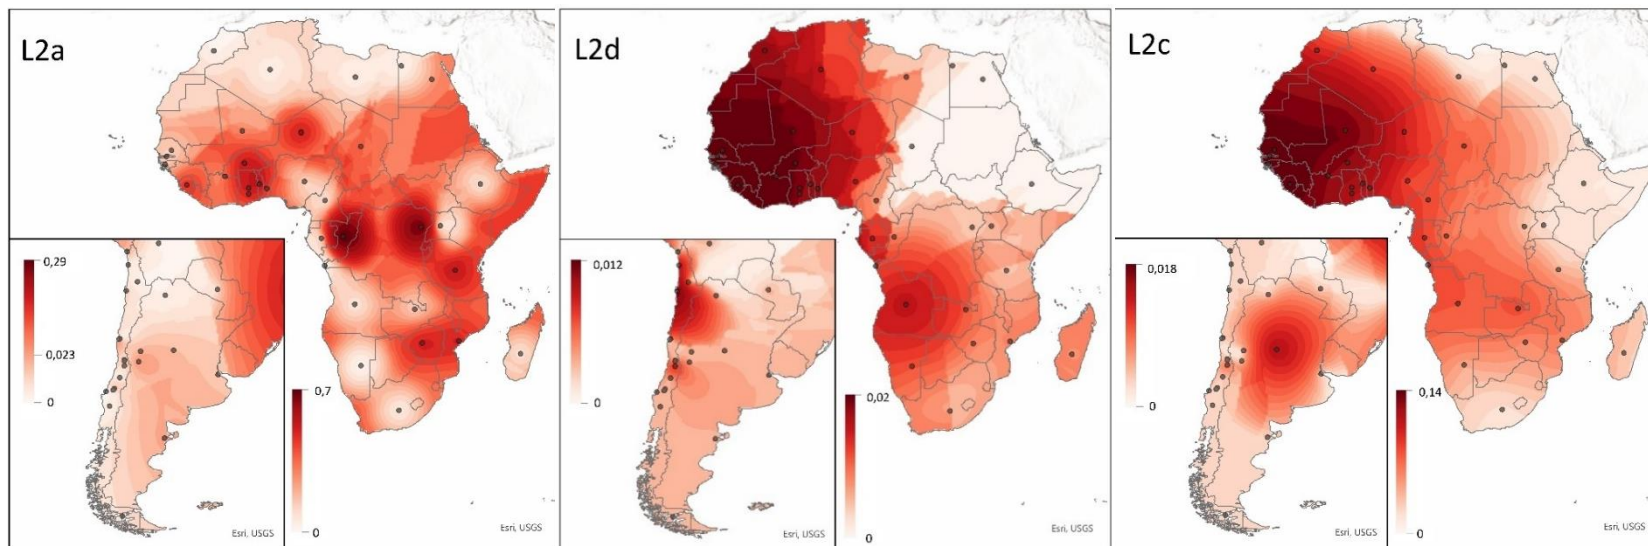 L2a
0,29
0,023
0
0,7
0
Esri, USGS
Esri, USGS
L2d
0,012
0
0,02
0
Esri, USGS
Esri, USGS
L2c
0,018
0
0,14
0
Esri, USGS
Esri, USGS